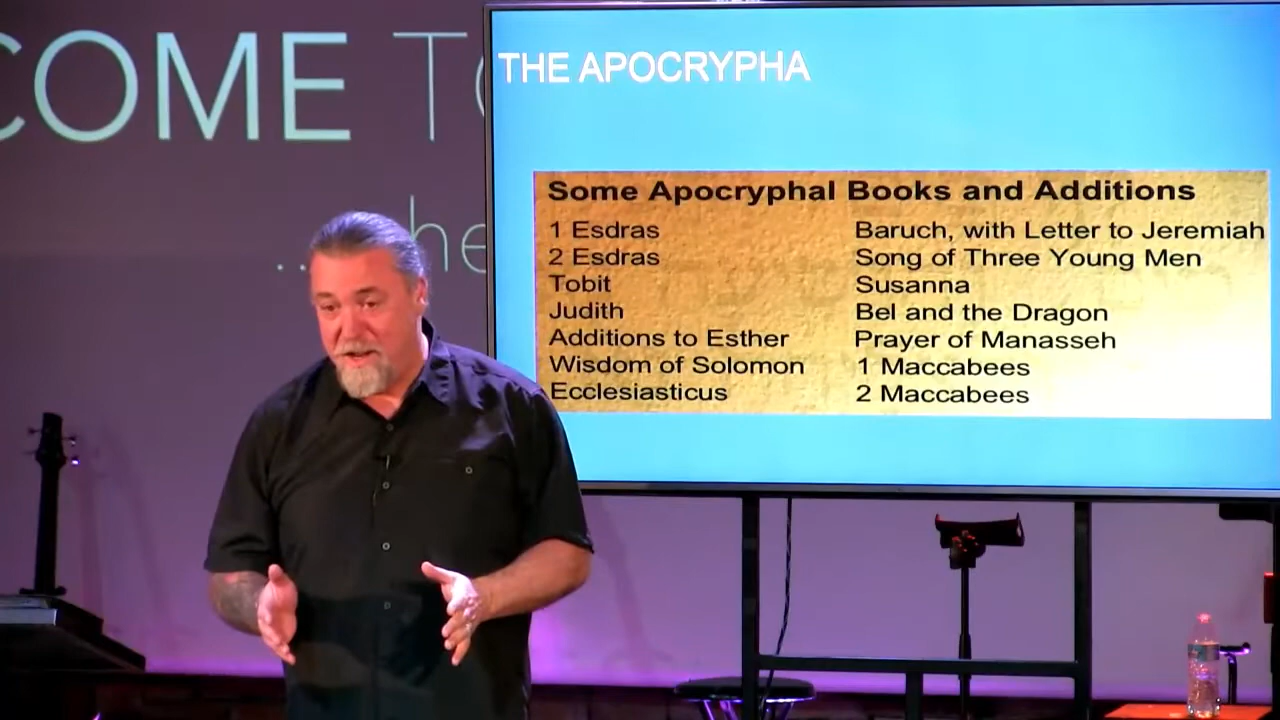 COME TO
...he
THE APOCRYPHA
Some Apocryphal Books and Additions
1 Esdras
2 Esdras
Tobit
Judith
Additions to Esther
Wisdom of Solomon
Ecclesiasticus
Baruch, with Letter to Jeremiah
Song of Three Young Men
Susanna
Bel and the Dragon
Prayer of Manasseh
1 Maccabees
2 Maccabees